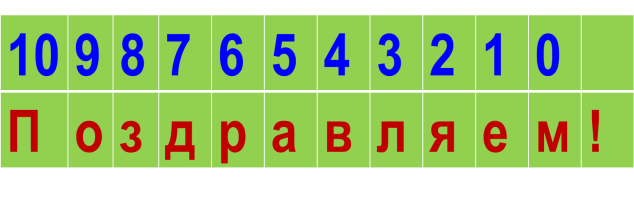 10 9 8 7 6 5 4 3 2 1 0
П о з д р а в л я е м !